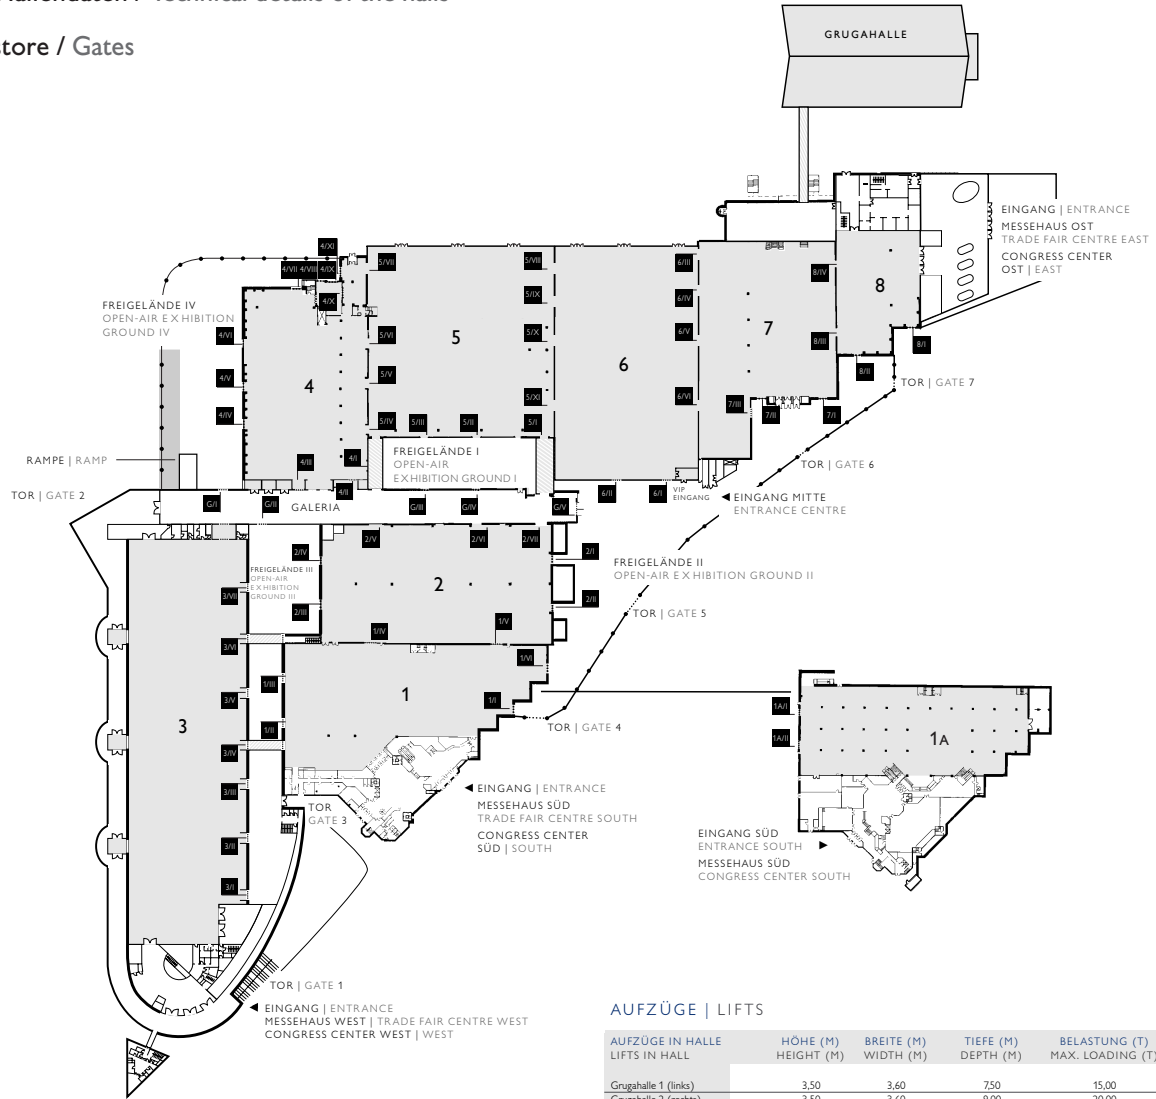 store / Gates
GRUGAHALLE
EINGANG | ENTRANCE
MESSEHAUS OST
TRADE FAIR CENTRE EAST
CONGRESS CENTER
OST | EAST
4/XI
4/VII
4/VIII
4/IX
4/X
5/VII
5/VIII
6/III
8/IV
8
FREIGELÄNDE IV
OPEN-AIR EXHIBITION
GROUND IV
5/IX
6/IV
4/VI
5/VI
5
5/X
6/V
7
8/III
8/I
4/V
4
5/V
6
8/II
TOR | GATE 7
4/IV
5/IV
5/III
5/II
5/XI
5/I
6/VI
7/III
7/II
7/I
RAMPE | RAMP
4/III
4/I
FREIGELÄNDE I
OPEN-AIR
EXHIBITION GROUND I
TOR | GATE 6
TOR | GATE 2
G/I
G/II
4/II
GALERIA
G/III
G/IV
G/V
6/II
6/I
VIP
EINGANG
EINGANG MITTE
ENTRANCE CENTRE
2/V
2/VI
2/VII
2/IV
2/I
FREIGELÄNDE III
OPEN-AIR
EXHIBITION
GROUND III
FREIGELÄNDE II
OPEN-AIR EXHIBITION GROUND II
2
3/VII
2/III
2/II
TOR | GATE 5
1/IV
1/V
3/VI
1/VI
1/III
1
3/V
1/I
1A/I
3
1/II
TOR | GATE 4
1A/II
1A
3/IV
3/III
EINGANG | ENTRANCE
MESSEHAUS SÜD
TRADE FAIR CENTRE SOUTH
CONGRESS CENTER
SÜD | SOUTH
TOR
GATE 3
EINGANG SÜD
ENTRANCE SOUTH
MESSEHAUS SÜD
CONGRESS CENTER SOUTH
3/II
3/I
TOR | GATE 1
EINGANG | ENTRANCE
MESSEHAUS WEST | TRADE FAIR CENTRE WEST
CONGRESS CENTER WEST | WEST
AUFZÜGE | LIFTS
AUFZÜGE IN HALLE HÖHE (M) BREITE (M) TIEFE (M) BELASTUNG (T)
LIFTS IN HALL HEIGHT (M) WIDTH (M) DEPTH (M) MAX. LOADING (T)
Grugahalle 1 (links) 3,50 3,60 7,50 15,00